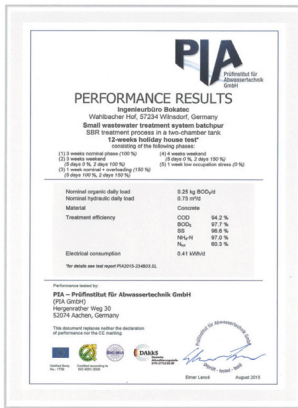 PIA
Prüfinstitut für
Abwassertechnik
GmbH
PERFORMANCE RESULTS
Ingenieurbüro Bokatec
Wahlbacher Hof, 57234 Wilnsdorf, Germany
Small wastewater treatment system batchpur
SBR treatment process in a two-chamber tank
12-weeks holiday house test*
consisting of the following phases:
(1) 3 weeks nominal phase (100 %)
(2) 3 weeks weekend
(5 days 0 %, 2 days 100 %)
(3) 1 week nominal + overloading (150 %)
(5 days 100 %, 2 days 150 %)
(4) 4 weeks weekend
(5 days 0 %, 2 days 150 %)
(5) 1 week low occupation stress (0 %)
Nominal organic daily load 0.25 kg BOD₅/d
Nominal hydraulic daily load 0.75 m³/d
Material Concrete
Treatment efficiency COD 94.2 %
BOD₅ 97.7 %
SS 96.6 %
NH₄-N 97.0 %
60.3 %
Electrical consumption 0.41 kWh/d
*for details see test report PIA2015-234B03.EL
Performance tested by:
PIA – Prüfinstitut für Abwassertechnik GmbH
(PIA GmbH)
Hergenrather Weg 30
52074 Aachen, Germany
This document replaces neither the declaration
of performance nor the CE marking.
DAkkS
Elmar Lancé
August 2015